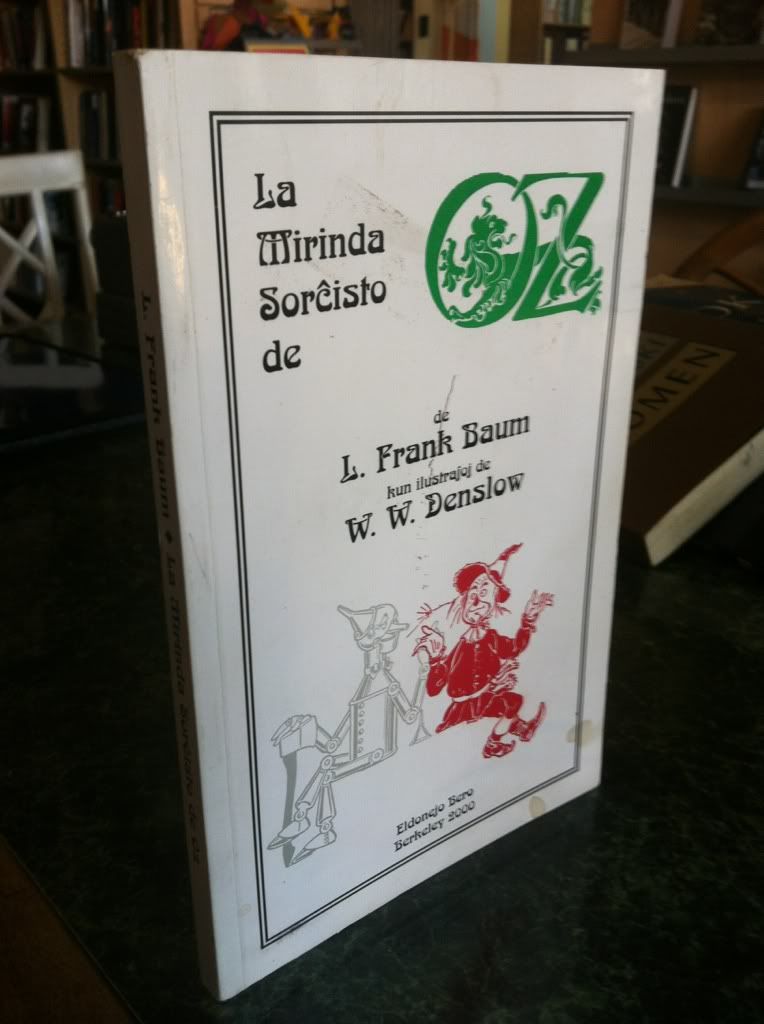 La
Mirinda
Sorĉisto
de
OZ
de
L. Frank Baum
kun ilustraĵoj de
W. W. Denslow
Eldonejo Bero
Berkeley 2000
L. Frank Baum ♦ La Mirinda Sorĉisto de Oz
OMEN